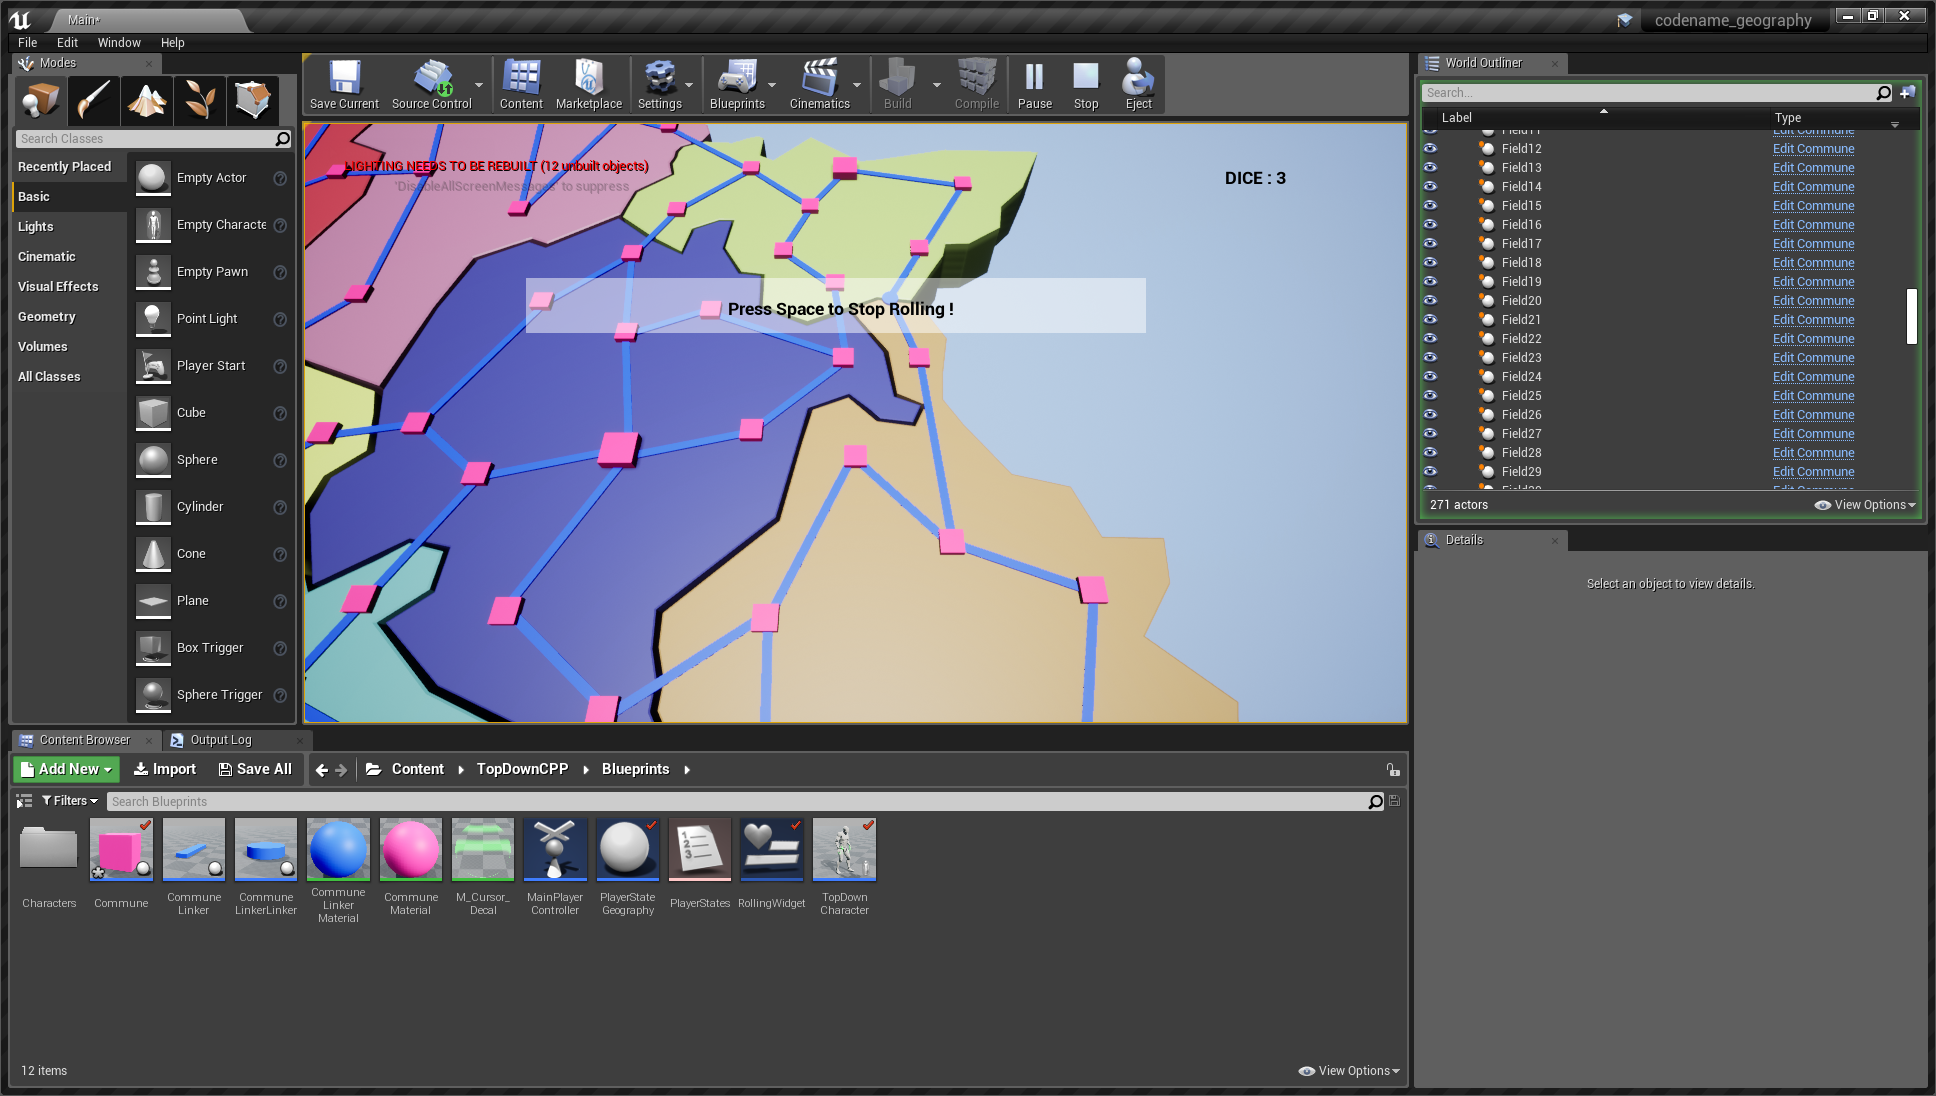 Main*
codename_geography
File Edit Window Help
Modes
Search Classes
Recently Placed
Basic
Lights
Cinematic
Visual Effects
Geometry
Volumes
All Classes
Empty Actor
Empty Characte
Empty Pawn
Point Light
Player Start
Cube
Sphere
Cylinder
Cone
Plane
Box Trigger
Sphere Trigger
Save Current
Source Control
Content
Marketplace
Settings
Blueprints
Cinematics
Build
Compile
Pause
Stop
Eject
LIGHTING NEEDS TO BE REBUILT (12 unbuilt objects)
'DisableAllScreenMessages' to suppress
DICE : 3
Press Space to Stop Rolling !
World Outliner
Search...
Label Type
Field11 Edit Commune
Field12 Edit Commune
Field13 Edit Commune
Field14 Edit Commune
Field15 Edit Commune
Field16 Edit Commune
Field17 Edit Commune
Field18 Edit Commune
Field19 Edit Commune
Field20 Edit Commune
Field21 Edit Commune
Field22 Edit Commune
Field23 Edit Commune
Field24 Edit Commune
Field25 Edit Commune
Field26 Edit Commune
Field27 Edit Commune
Field28 Edit Commune
Field29 Edit Commune
271 actors
View Options
Details
Select an object to view details.
Content Browser
Output Log
Add New
Import
Save All
Content
TopDownCPP
Blueprints
Filters
Search Blueprints
Characters
Commune
Commune
Linker
Commune
LinkerLinker
Commune
Linker
Material
Commune
Material
M_Cursor_
Decal
MainPlayer
Controller
PlayerState
Geography
PlayerStates
RollingWidget
TopDown
Character
12 items
View Options